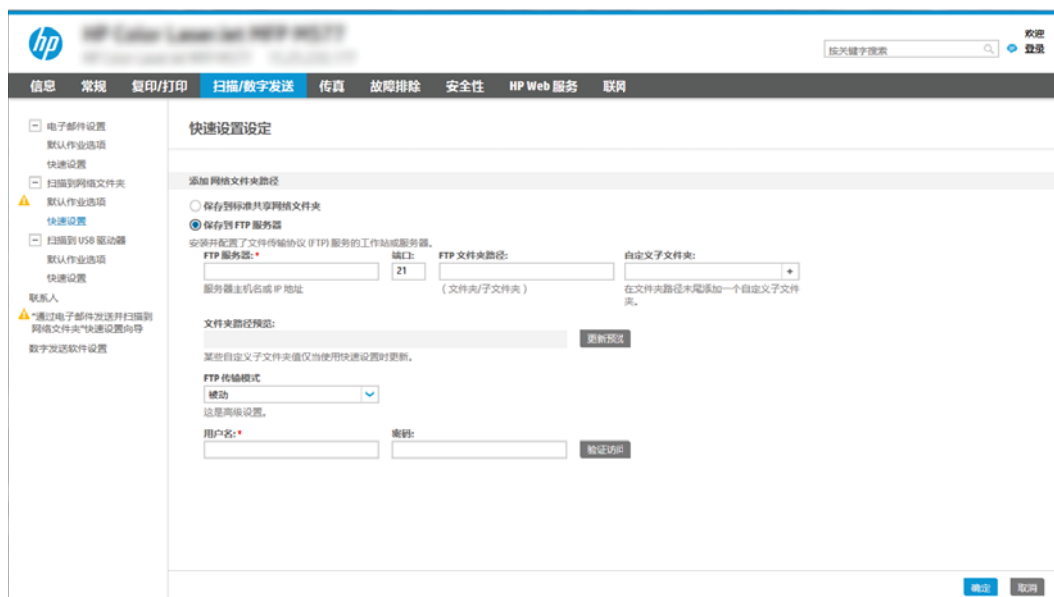 hp
HP Color LaserJet MFP M577
欢迎
按关键字搜索
登录
信息 常规 复印/打印 扫描/数字发送 传真 故障排除 安全性 HP Web 服务 联网
电子邮件设置
默认作业选项
快速设置
扫描到网络文件夹
默认作业选项
快速设置
扫描到 USB 驱动器
默认作业选项
快速设置
联系人
"通过电子邮件发送并扫描到
网络文件夹"快速设置向导
数字发送软件设置
快速设置设定
添加网络文件夹路径
保存到标准共享网络文件夹
保存到 FTP 服务器
安装并配置了文件传输协议 (FTP) 服务的工作站或服务器。
FTP 服务器:* 端口: FTP 文件夹路径: 自定义子文件夹:
21 +
服务器主机名或 IP 地址 (文件夹/子文件夹) 在文件夹路径末尾添加一个自定义子文件
夹。
文件夹路径预览:
更新预览
某些自定义子文件夹值仅当使用快速设置时更新。
FTP 传输模式
被动
这是高级设置。
用户名:* 密码:
验证访问
确定 取消